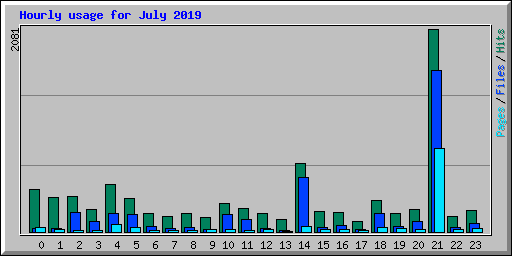 Hourly usage for July 2019
2081
Pages/Files/Hits
0 1 2 3 4 5 6 7 8 9 10 11 12 13 14 15 16 17 18 19 20 21 22 23